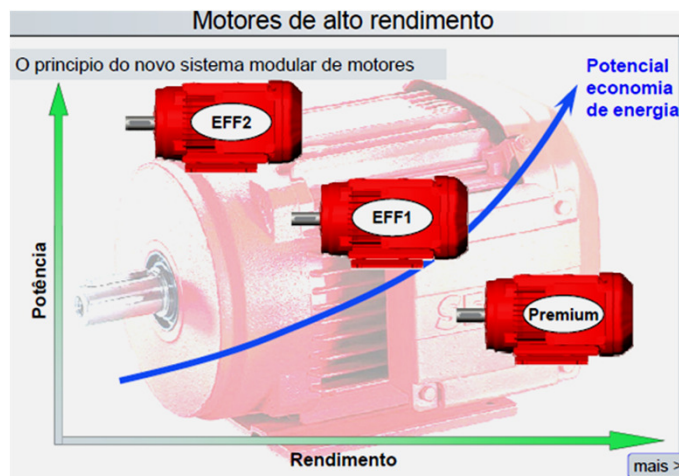 Motores de alto rendimento
O principio do novo sistema modular de motores
Potencial
economia
de energia
EFF2
EFF1
Premium
Potência
Rendimento
mais >